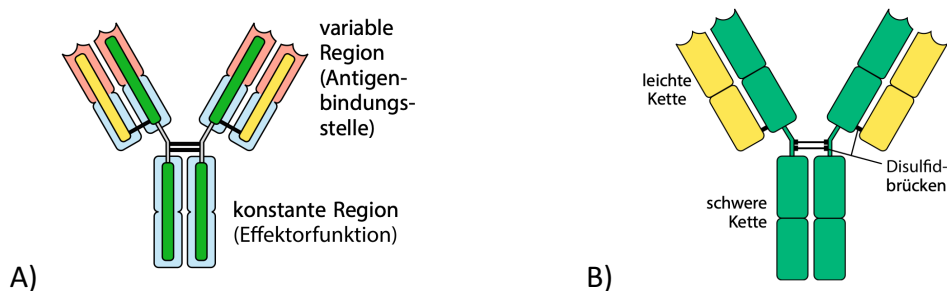 variable
Region
(Antigen-
bindungs-
stelle)
konstante Region
(Effektorfunktion)
A)
leichte
Kette
Disulfid-
brücken
schwere
Kette
B)